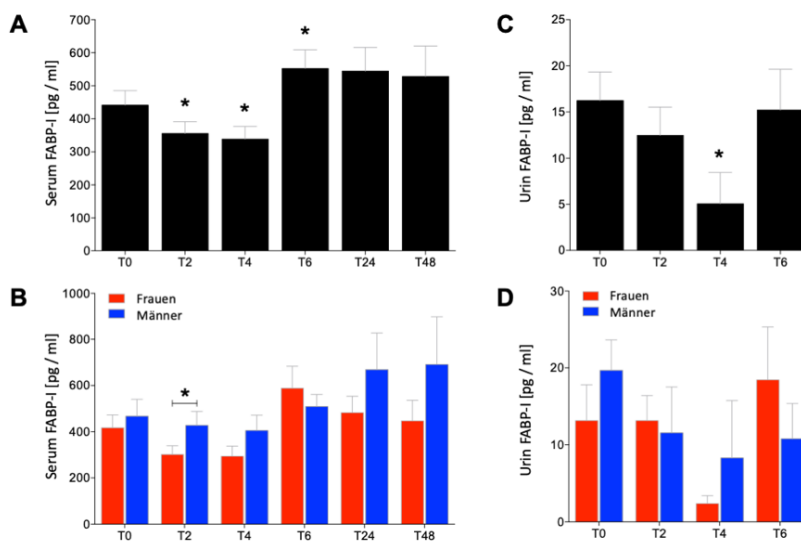 A
Serum FABP-I [pg / ml]
700
600
500
400
300
200
100
0
*
*
*
T0 T2 T4 T6 T24 T48
C
Urin FABP-I [pg / ml]
25
20
15
10
5
0
*
T0 T2 T4 T6
B
Serum FABP-I [pg / ml]
1000
800
600
400
200
0
Frauen
Männer
*
T0 T2 T4 T6 T24 T48
D
Urin FABP-I [pg / ml]
30
20
10
0
Frauen
Männer
T0 T2 T4 T6